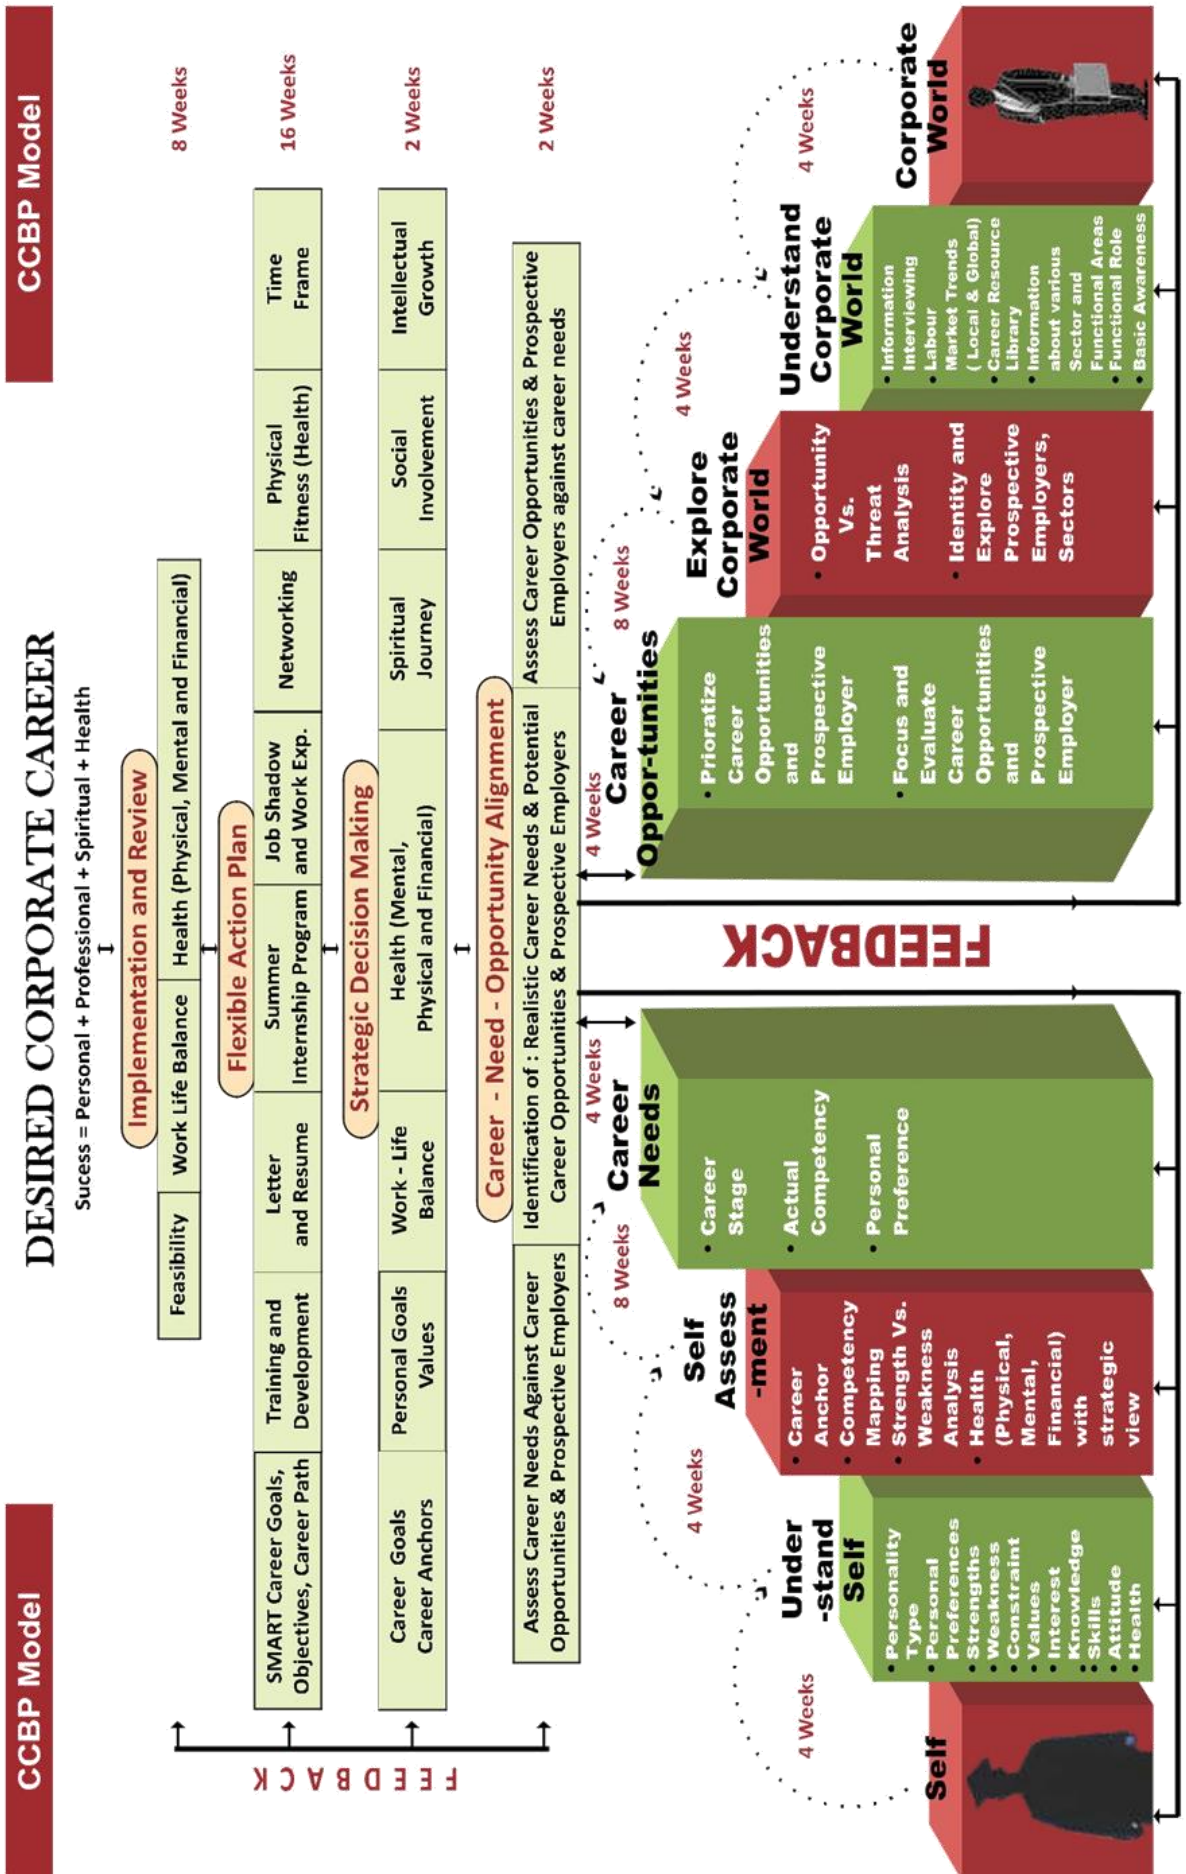 CCBP Model
CCBP Model
DESIRED CORPORATE CAREER
Sucess = Personal + Professional + Spiritual + Health
Implementation and Review
Feasibility
Work Life Balance
Health (Physical, Mental and Financial)
8 Weeks
Flexible Action Plan
SMART Career Goals,
Objectives, Career Path
Training and
Development
Letter
and Resume
Summer
Internship Program
Job Shadow
and Work Exp.
Networking
Physical
Fitness (Health)
Time
Frame
16 Weeks
Strategic Decision Making
Career Goals
Career Anchors
Personal Goals
Values
Work - Life
Balance
Health (Mental,
Physical and Financial)
Spiritual
Journey
Social
Involvement
Intellectual
Growth
2 Weeks
Career - Need - Opportunity Alignment
Assess Career Needs Against Career
Opportunities & Prospective Employers
Identification of : Realistic Career Needs & Potential
Career Opportunities & Prospective Employers
Assess Career Opportunities & Prospective
Employers against career needs
2 Weeks
FEEDBACK
4 Weeks
4 Weeks
8 Weeks
4 Weeks
4 Weeks
8 Weeks
4 Weeks
4 Weeks
Self
Under
-stand
Self
• Personality
Type
• Personal
Preferences
• Strengths
• Weakness
• Constraint
• Values
• Interest
• Knowledge
• Skills
• Attitude
• Health
Self
Assess
-ment
• Career
Anchor
• Competency
Mapping
• Strength Vs.
Weakness
Analysis
• Health
(Physical,
Mental,
Financial)
with
strategic
view
Career
Needs
• Career
Stage
• Actual
Competency
• Personal
Preference
FEEDBACK
Career
Oppor-tunities
• Prioratize
Career
Opportunities
and
Prospective
Employer
• Focus and
Evaluate
Career
Opportunities
and
Prospective
Employer
Explore
Corporate
World
• Opportunity
Vs.
Threat
Analysis
• Identity and
Explore
Prospective
Employers,
Sectors
Understand
Corporate
World
• Information
Interviewing
• Labour
Market Trends
( Local & Global)
• Career Resource
Library
• Information
about various
Sector and
Functional Areas
• Functional Role
• Basic Awareness
Corporate
World